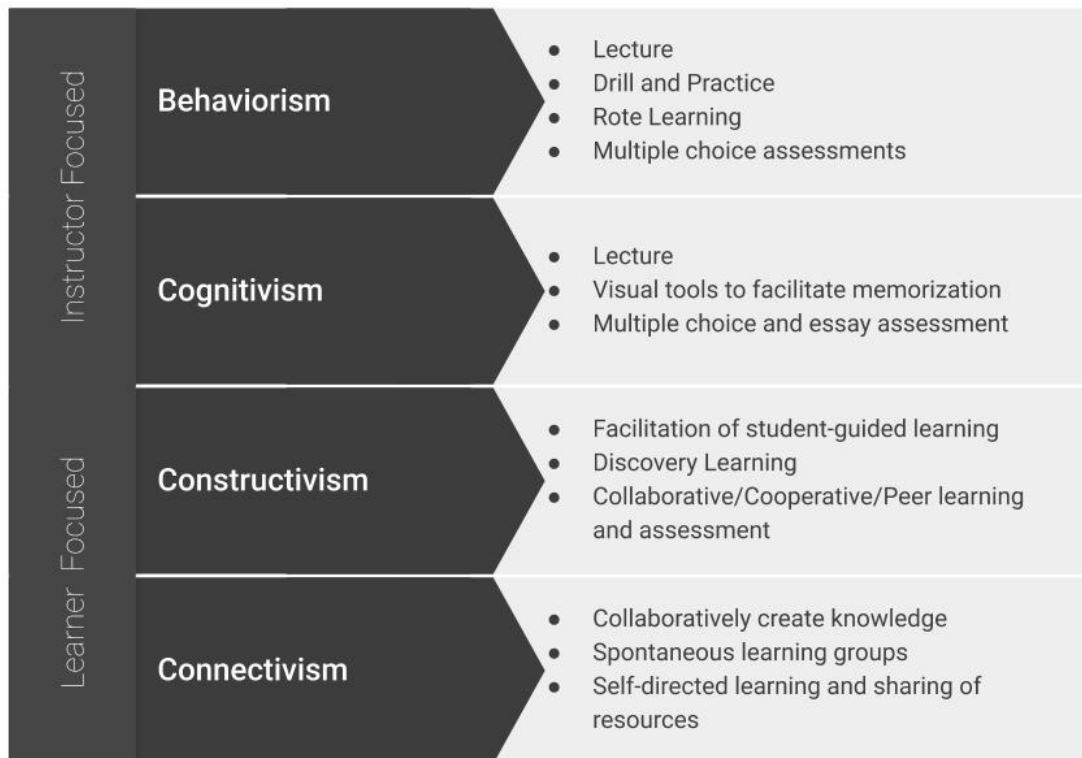 Instructor Focused
Behaviorism
● Lecture
● Drill and Practice
● Rote Learning
● Multiple choice assessments
Cognitivism
● Lecture
● Visual tools to facilitate memorization
● Multiple choice and essay assessment
Learner Focused
Constructivism
● Facilitation of student-guided learning
● Discovery Learning
● Collaborative/Cooperative/Peer learning
and assessment
Connectivism
● Collaboratively create knowledge
● Spontaneous learning groups
● Self-directed learning and sharing of
resources